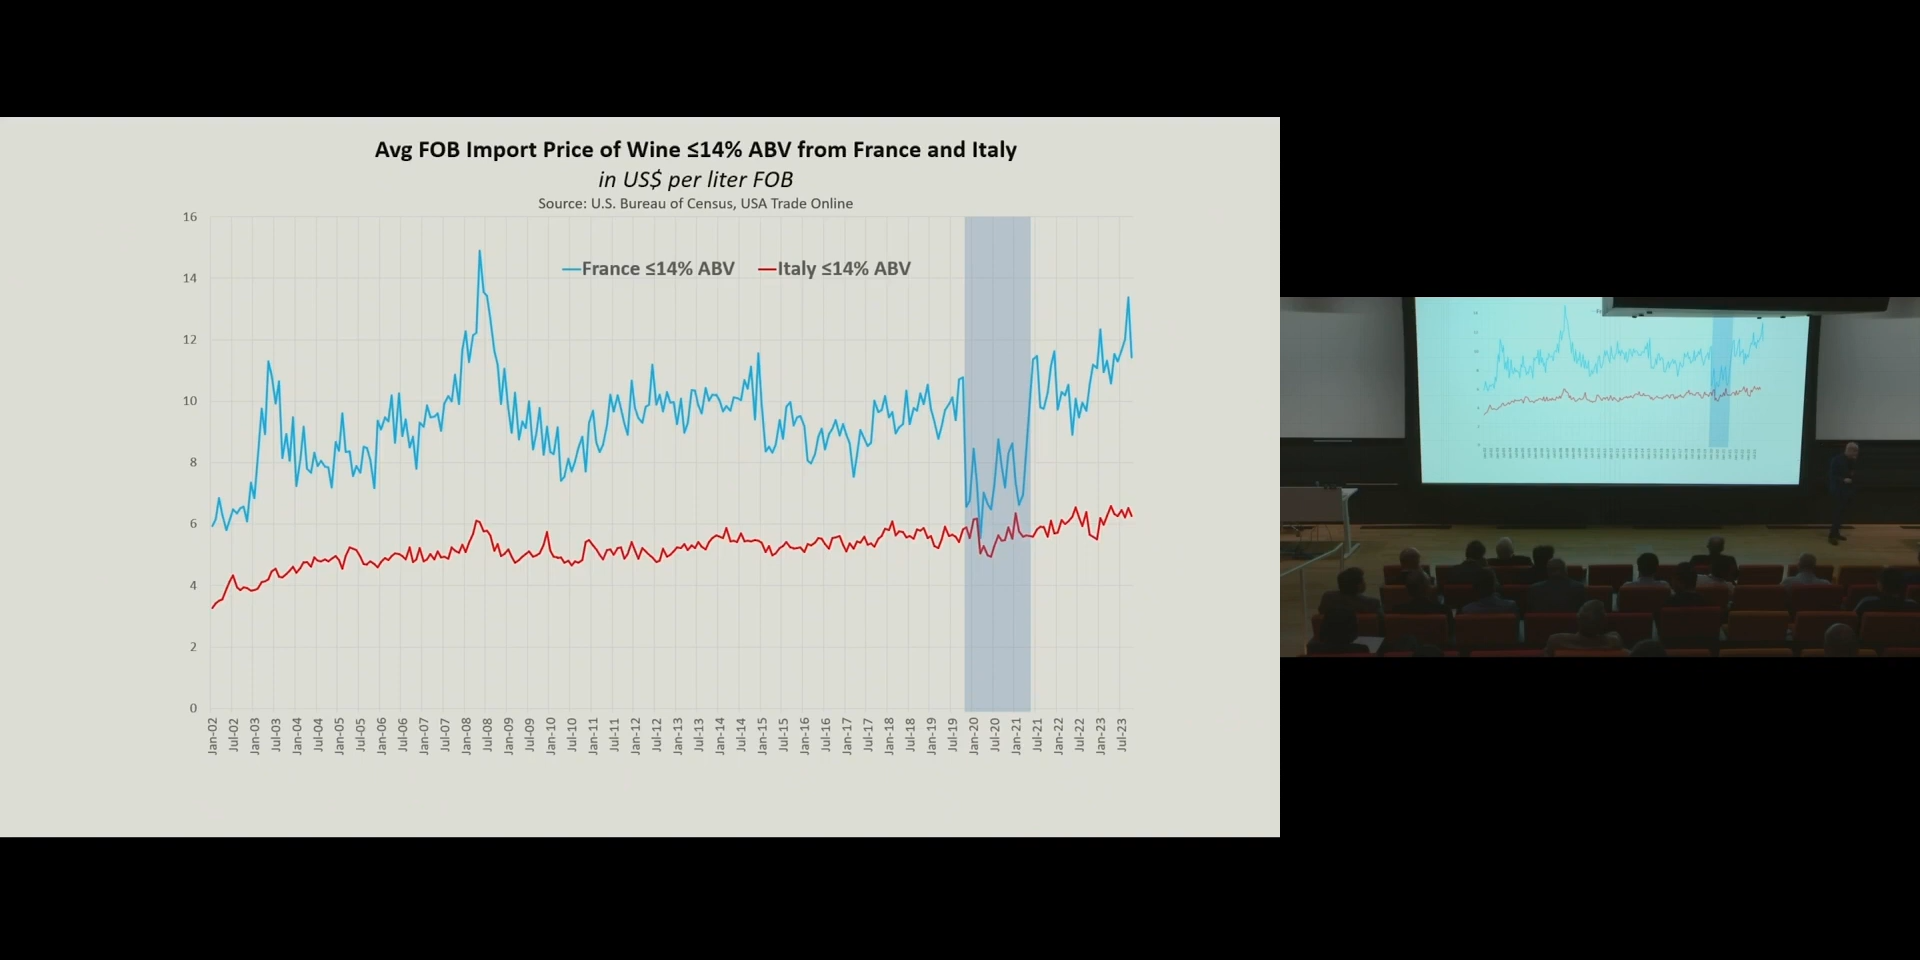 Avg FOB Import Price of Wine ≤14% ABV from France and Italy
in US$ per liter FOB
Source: U.S. Bureau of Census, USA Trade Online
France ≤14% ABV
Italy ≤14% ABV
16
14
12
10
8
6
4
2
0
Jan-02
Jul-02
Jan-03
Jul-03
Jan-04
Jul-04
Jan-05
Jul-05
Jan-06
Jul-06
Jan-07
Jul-07
Jan-08
Jul-08
Jan-09
Jul-09
Jan-10
Jul-10
Jan-11
Jul-11
Jan-12
Jul-12
Jan-13
Jul-13
Jan-14
Jul-14
Jan-15
Jul-15
Jan-16
Jul-16
Jan-17
Jul-17
Jan-18
Jul-18
Jan-19
Jul-19
Jan-20
Jul-20
Jan-21
Jul-21
Jan-22
Jul-22
Jan-23
Jul-23